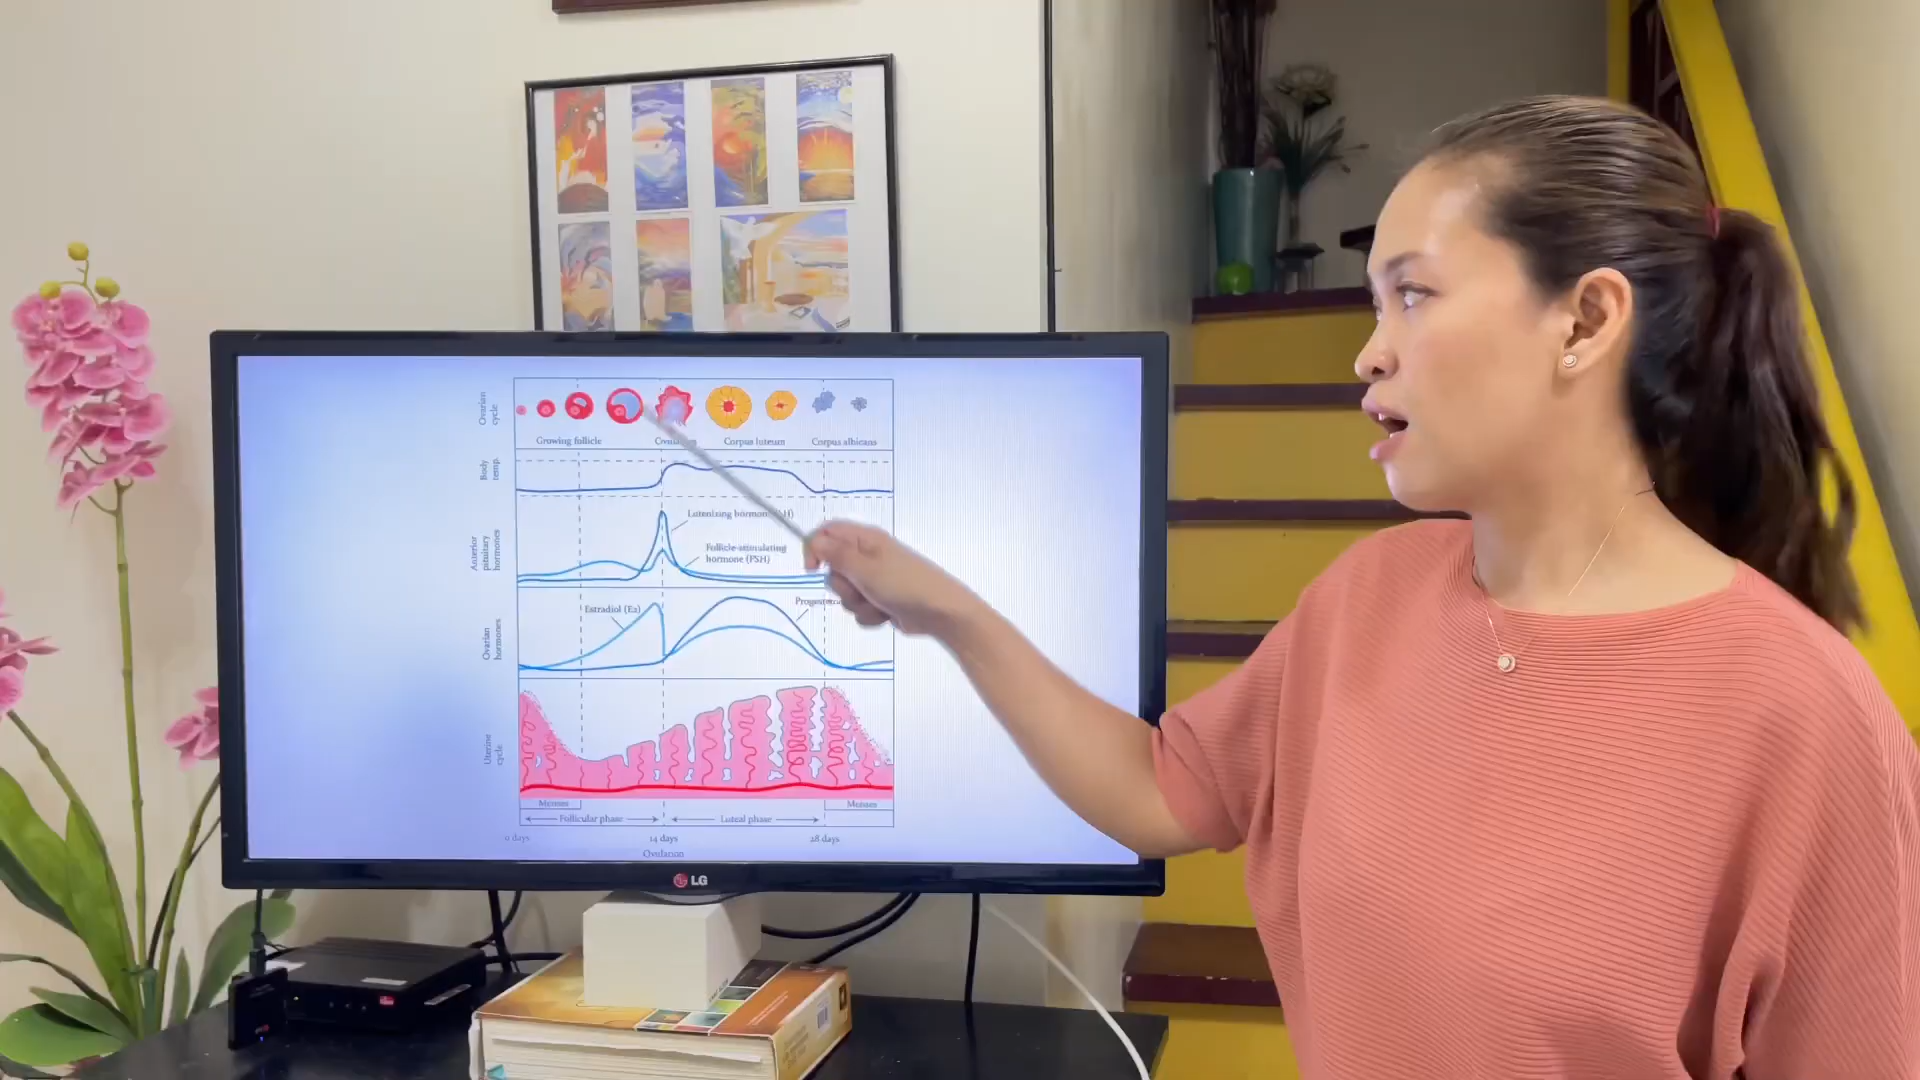 Ovarian
cycle
Growing follicle
Corpus luteum
Corpus albicans
Body
temp.
Anterior
pituitary
hormones
Lutenizing
Follicle-stimulating
hormone (FSH)
Ovarian
hormones
Estradiol (E2)
Uterine
cycle
Menses
Menses
Follicular phase
Luteal phase
0 days
14 days
28 days
Ovulation
LG